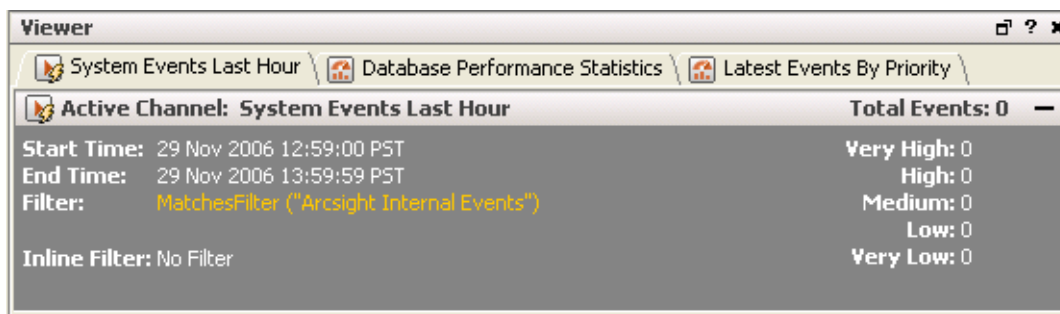 Viewer ?
System Events Last Hour Database Performance Statistics Latest Events By Priority
Active Channel: System Events Last Hour Total Events: 0
Start Time: 29 Nov 2006 12:59:00 PST Very High: 0
End Time: 29 Nov 2006 13:59:59 PST High: 0
Filter: MatchesFilter ("Arcsight Internal Events") Medium: 0
Low: 0
Inline Filter: No Filter Very Low: 0